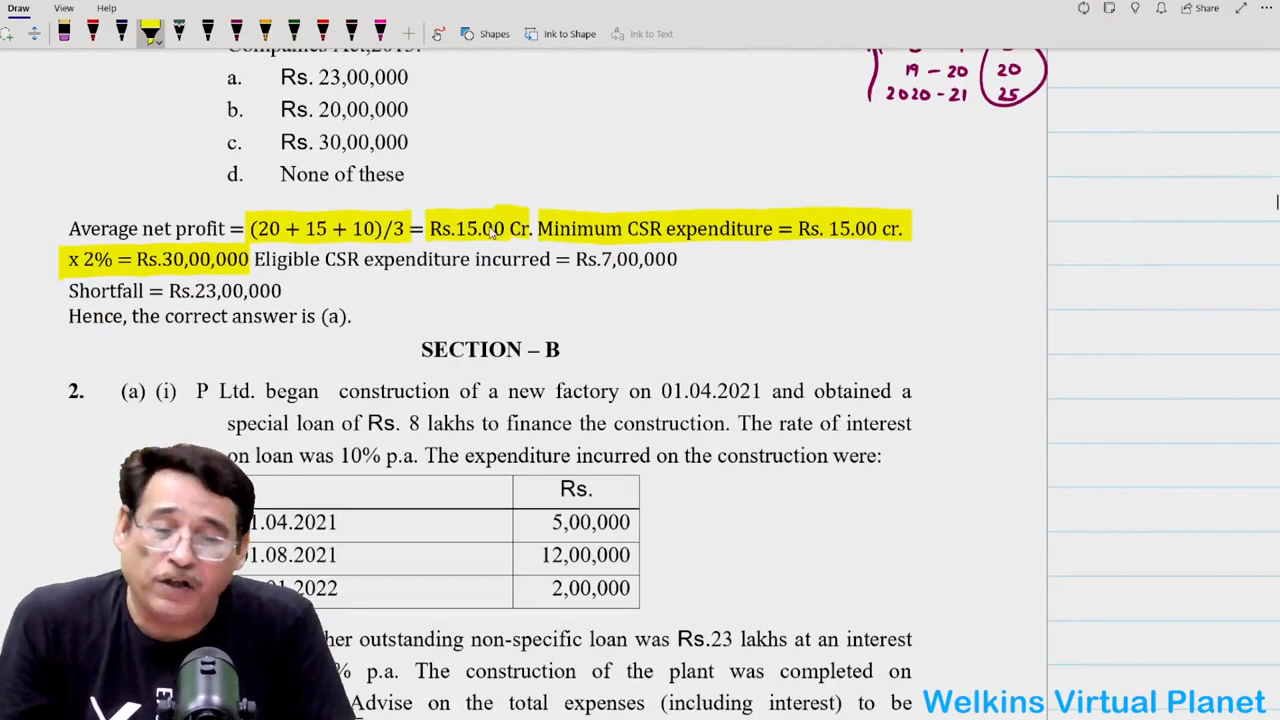 Draw Insert View Help
Share
Shapes Ink to Shape Ink to Text
a. Rs. 23,00,000
19 - 20 20
b. Rs. 20,00,000
2020 - 21 25
c. Rs. 30,00,000
d. None of these
Average net profit = (20 + 15 + 10)/3 = Rs.15.00 Cr. Minimum CSR expenditure = Rs. 15.00 cr.
x 2% = Rs.30,00,000 Eligible CSR expenditure incurred = Rs.7,00,000
Shortfall = Rs.23,00,000
Hence, the correct answer is (a).
SECTION – B
2. (a) (i) P Ltd. began construction of a new factory on 01.04.2021 and obtained a
special loan of Rs. 8 lakhs to finance the construction. The rate of interest
on loan was 10% p.a. The expenditure incurred on the construction were:
Rs.
1.04.2021 5,00,000
1.08.2021 12,00,000
2022 2,00,000
outstanding non-specific loan was Rs.23 lakhs at an interest
% p.a. The construction of the plant was completed on
Advise on the total expenses (including interest) to be
Welkins Virtual Planet